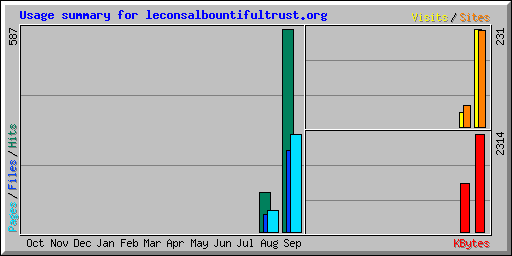 Usage summary for leconsalbountifultrust.org
Visits / Sites
587
231
2314
Pages / Files / Hits
Oct Nov Dec Jan Feb Mar Apr May Jun Jul Aug Sep
KBytes